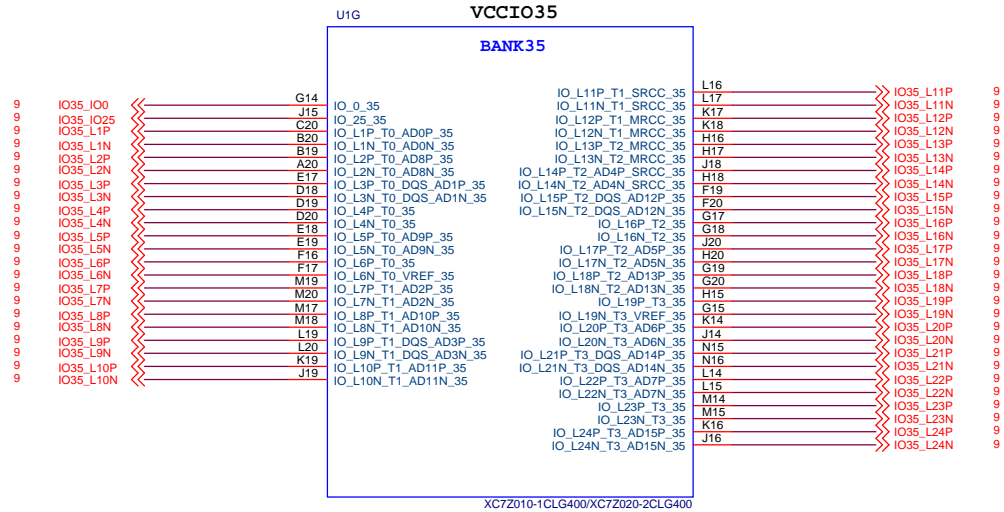 U1G
VCCIO35
BANK35
9 IO35_IO0 G14 IO_0_35
9 IO35_IO25 J15 IO_25_35
9 IO35_L1P C20 IO_L1P_T0_AD0P_35
9 IO35_L1N B20 IO_L1N_T0_AD0N_35
9 IO35_L2P B19 IO_L2P_T0_AD8P_35
9 IO35_L2N A20 IO_L2N_T0_AD8N_35
9 IO35_L3P E17 IO_L3P_T0_DQS_AD1P_35
9 IO35_L3N D18 IO_L3N_T0_DQS_AD1N_35
9 IO35_L4P D19 IO_L4P_T0_35
9 IO35_L4N D20 IO_L4N_T0_35
9 IO35_L5P E18 IO_L5P_T0_AD9P_35
9 IO35_L5N E19 IO_L5N_T0_AD9N_35
9 IO35_L6P F16 IO_L6P_T0_35
9 IO35_L6N F17 IO_L6N_T0_VREF_35
9 IO35_L7P M19 IO_L7P_T1_AD2P_35
9 IO35_L7N M20 IO_L7N_T1_AD2N_35
9 IO35_L8P M17 IO_L8P_T1_AD10P_35
9 IO35_L8N M18 IO_L8N_T1_AD10N_35
9 IO35_L9P L19 IO_L9P_T1_DQS_AD3P_35
9 IO35_L9N L20 IO_L9N_T1_DQS_AD3N_35
9 IO35_L10P K19 IO_L10P_T1_AD11P_35
9 IO35_L10N J19 IO_L10N_T1_AD11N_35
IO_L11P_T1_SRCC_35 L16 IO35_L11P 9
IO_L11N_T1_SRCC_35 L17 IO35_L11N 9
IO_L12P_T1_MRCC_35 K17 IO35_L12P 9
IO_L12N_T1_MRCC_35 K18 IO35_L12N 9
IO_L13P_T2_MRCC_35 H16 IO35_L13P 9
IO_L13N_T2_MRCC_35 H17 IO35_L13N 9
IO_L14P_T2_AD4P_SRCC_35 J18 IO35_L14P 9
IO_L14N_T2_AD4N_SRCC_35 H18 IO35_L14N 9
IO_L15P_T2_DQS_AD12P_35 F19 IO35_L15P 9
IO_L15N_T2_DQS_AD12N_35 F20 IO35_L15N 9
IO_L16P_T2_35 G17 IO35_L16P 9
IO_L16N_T2_35 G18 IO35_L16N 9
IO_L17P_T2_AD5P_35 J20 IO35_L17P 9
IO_L17N_T2_AD5N_35 H20 IO35_L17N 9
IO_L18P_T2_AD13P_35 G19 IO35_L18P 9
IO_L18N_T2_AD13N_35 G20 IO35_L18N 9
IO_L19P_T3_35 H15 IO35_L19P 9
IO_L19N_T3_VREF_35 G15 IO35_L19N 9
IO_L20P_T3_AD6P_35 K14 IO35_L20P 9
IO_L20N_T3_AD6N_35 J14 IO35_L20N 9
IO_L21P_T3_DQS_AD14P_35 N15 IO35_L21P 9
IO_L21N_T3_DQS_AD14N_35 N16 IO35_L21N 9
IO_L22P_T3_AD7P_35 L14 IO35_L22P 9
IO_L22N_T3_AD7N_35 L15 IO35_L22N 9
IO_L23P_T3_35 M14 IO35_L23P 9
IO_L23N_T3_35 M15 IO35_L23N 9
IO_L24P_T3_AD15P_35 K16 IO35_L24P 9
IO_L24N_T3_AD15N_35 J16 IO35_L24N 9
XC7Z010-1CLG400/XC7Z020-2CLG400